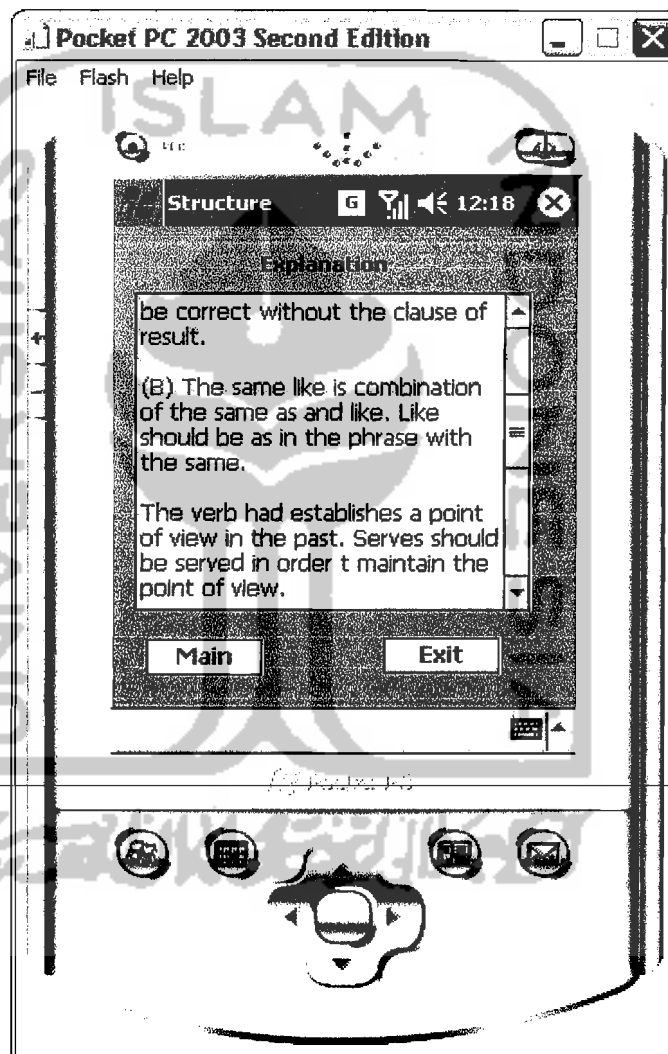 Pocket PC 2003 Second Edition
File Flash Help
ISLAM
Structure G 12:18
Explanation
be correct without the clause of
result.
(B) The same like is combination
of the same as and like. Like
should be as in the phrase with
the same.
The verb had establishes a point
of view in the past. Serves should
be served in order t maintain the
point of view.
Main Exit